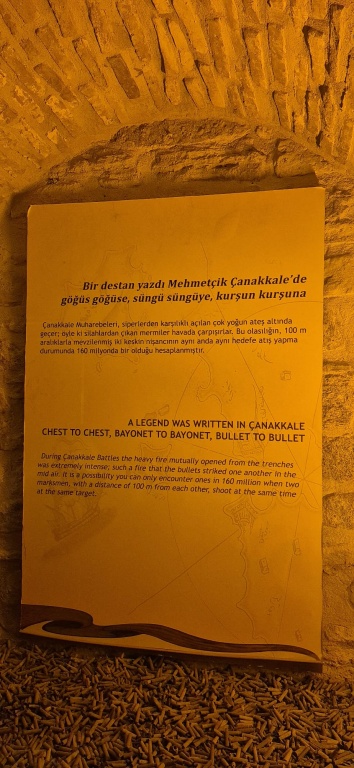 Bir destan yazdı Mehmetçik Çanakkale'de
göğüs göğüse, süngü süngüye, kurşun kurşuna
Çanakkale Muharebeleri, siperlerden karşılıklı açılan çok yoğun ateş altında
geçer; öyle ki silahlardan çıkan mermiler havada çarpışırlar. Bu olasılığın, 100 m
aralıklarla mevzilenmiş iki keskin nişancının aynı anda aynı hedefe atış yapma
durumunda 160 milyonda bir olduğu hesaplanmıştır.
A LEGEND WAS WRITTEN IN ÇANAKKALE
CHEST TO CHEST, BAYONET TO BAYONET, BULLET TO BULLET
During Çanakkale Battles the heavy fire mutually opened from the trenches
was extremely intense; such a fire that the bullets striked one another in the
mid air. It is a possibility you can only encounter ones in 160 million when two
marksmen, with a distance of 100 m from each other, shoot at the same time
at the same target.